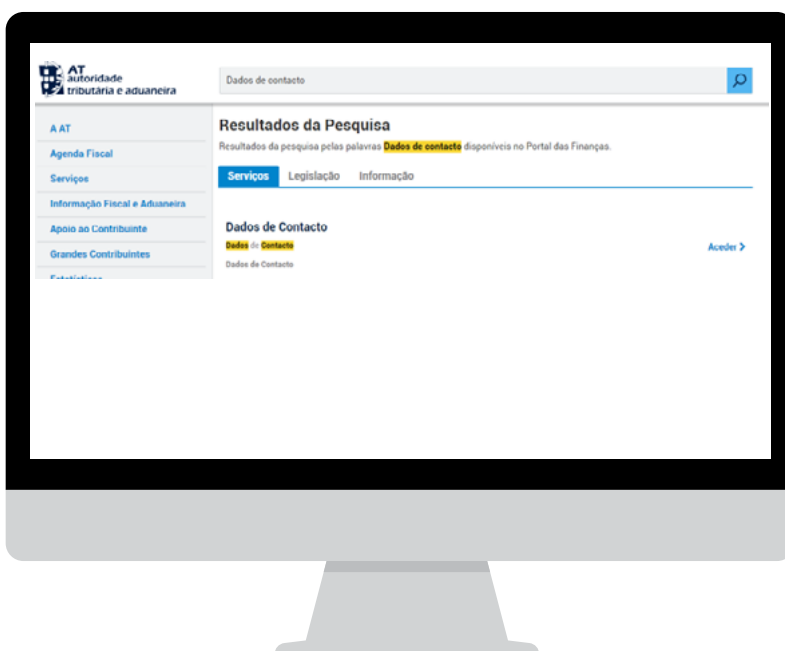 AT
autoridade
tributária e aduaneira
Dados de contacto
A AT
Agenda Fiscal
Serviços
Informação Fiscal e Aduaneira
Apoio ao Contribuinte
Grandes Contribuintes
Resultados da Pesquisa
Resultados da pesquisa pelas palavras Dados de contacto disponíveis no Portal das Finanças.
Serviços Legislação Informação
Dados de Contacto
Dados de Contacto
Aceder
Dados de Contacto